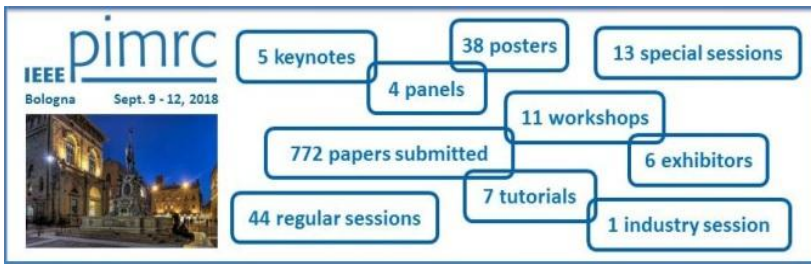 IEEE pimrc
Bologna Sept. 9 - 12, 2018
5 keynotes
38 posters
13 special sessions
4 panels
11 workshops
772 papers submitted
6 exhibitors
7 tutorials
44 regular sessions
1 industry session